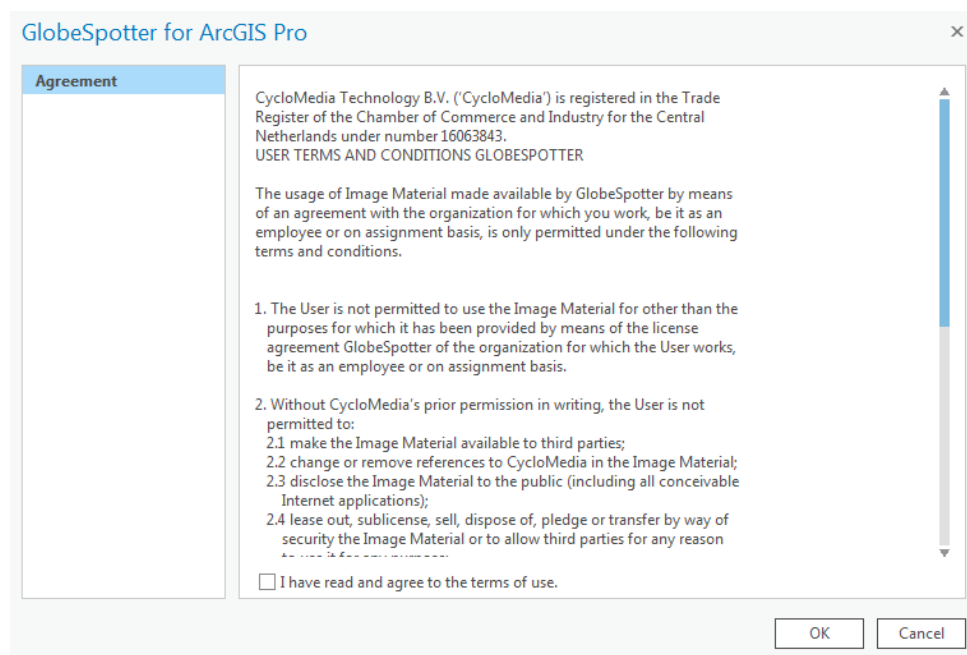 GlobeSpotter for ArcGIS Pro
Agreement
CycloMedia Technology B.V. ('CycloMedia') is registered in the Trade
Register of the Chamber of Commerce and Industry for the Central
Netherlands under number 16063843.
USER TERMS AND CONDITIONS GLOBESPOTTER
The usage of Image Material made available by GlobeSpotter by means
of an agreement with the organization for which you work, be it as an
employee or on assignment basis, is only permitted under the following
terms and conditions.
1. The User is not permitted to use the Image Material for other than the
purposes for which it has been provided by means of the license
agreement GlobeSpotter of the organization for which the User works,
be it as an employee or on assignment basis.
2. Without CycloMedia's prior permission in writing, the User is not
permitted to:
2.1 make the Image Material available to third parties;
2.2 change or remove references to CycloMedia in the Image Material;
2.3 disclose the Image Material to the public (including all conceivable
Internet applications);
2.4 lease out, sublicense, sell, dispose of, pledge or transfer by way of
security the Image Material or to allow third parties for any reason
I have read and agree to the terms of use.
OK
Cancel